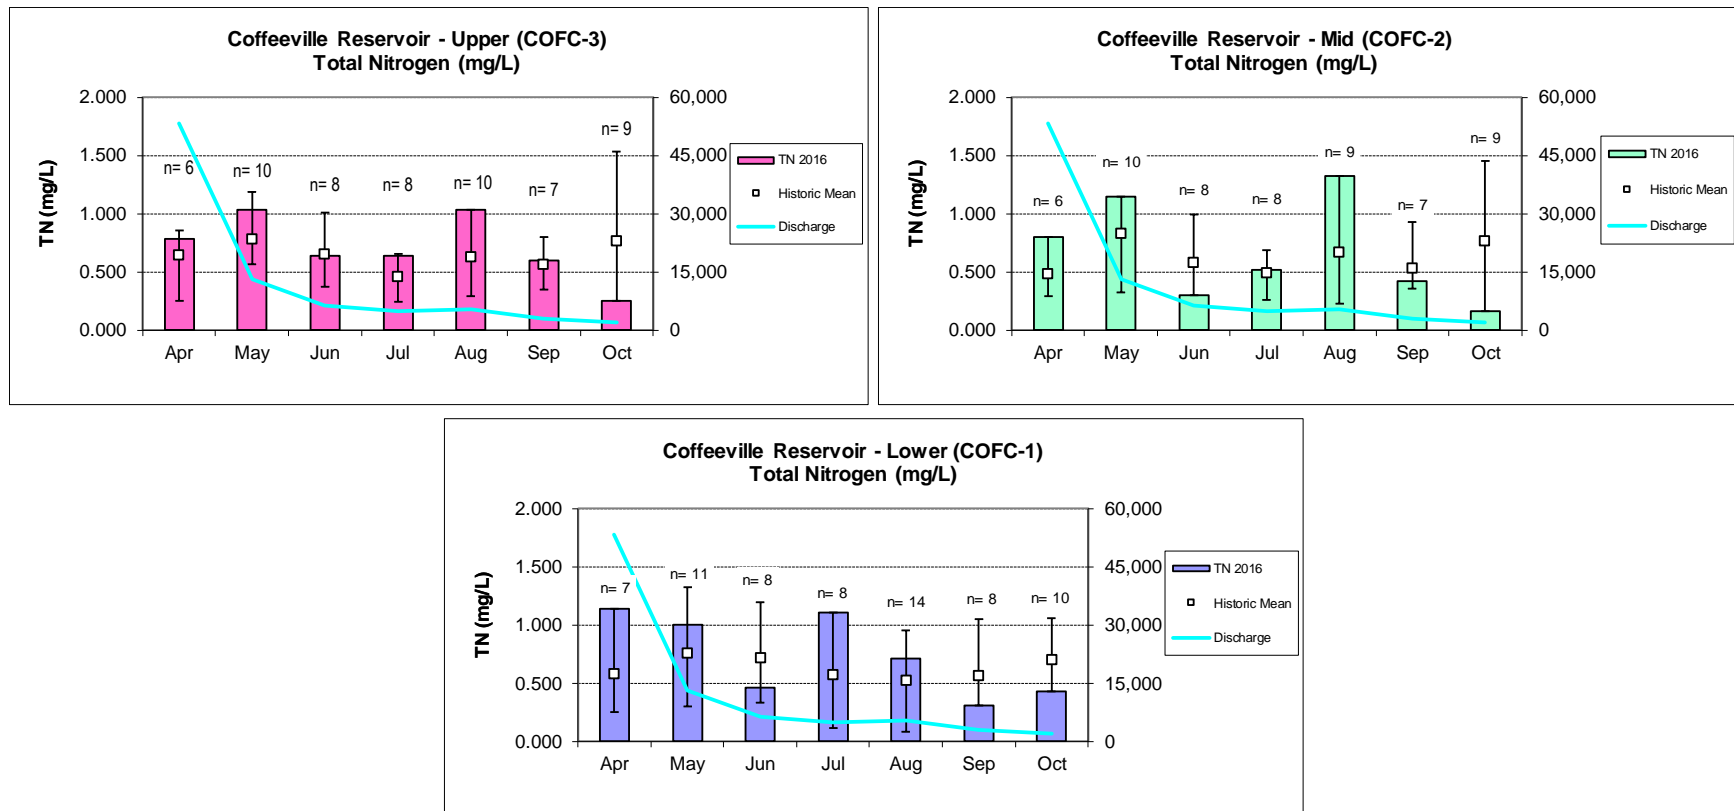 Coffeeville Reservoir - Upper (COFC-3)
Total Nitrogen (mg/L)
TN (mg/L)
2.000
1.500
1.000
0.500
0.000
60,000
45,000
30,000
15,000
0
n= 6
n= 10
n= 8
n= 8
n= 10
n= 7
n= 9
Apr
May
Jun
Jul
Aug
Sep
Oct
TN 2016
Historic Mean
Discharge
Coffeeville Reservoir - Mid (COFC-2)
Total Nitrogen (mg/L)
TN (mg/L)
2.000
1.500
1.000
0.500
0.000
60,000
45,000
30,000
15,000
0
n= 6
n= 10
n= 8
n= 8
n= 9
n= 7
n= 9
Apr
May
Jun
Jul
Aug
Sep
Oct
TN 2016
Historic Mean
Discharge
Coffeeville Reservoir - Lower (COFC-1)
Total Nitrogen (mg/L)
TN (mg/L)
2.000
1.500
1.000
0.500
0.000
60,000
45,000
30,000
15,000
0
n= 7
n= 11
n= 8
n= 8
n= 14
n= 8
n= 10
Apr
May
Jun
Jul
Aug
Sep
Oct
TN 2016
Historic Mean
Discharge